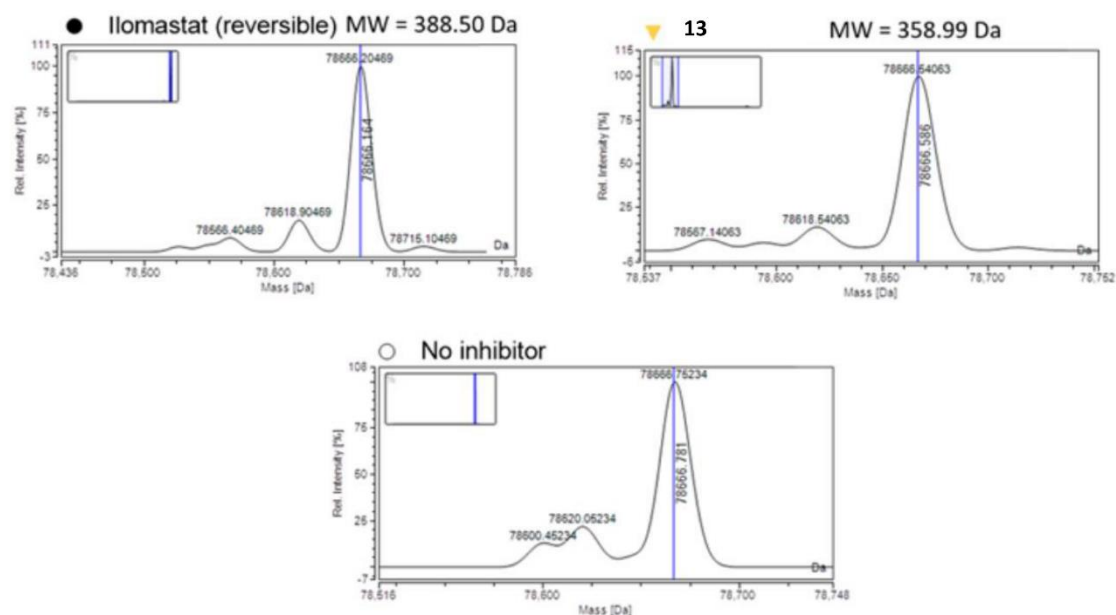 Ilomastat (reversible) MW = 388.50 Da
111
100
75
50
25
-3
Rel. Intensity [%]
78666.20469
78666.164
78618.90469
78566.40469
78715.10469
Da
78,436 78,500 78,600 78,700 78,786
Mass [Da]
13 MW = 358.99 Da
115
100
75
50
25
Rel. Intensity [%]
78666.54063
78666.586
78618.54063
78567.14063
Da
78,537 78,600 78,650 78,700 78,752
Mass [Da]
No inhibitor
108
75
50
25
-7
Rel. Intensity [%]
78666.75234
78666.781
78620.05234
78600.45234
Da
78,516 78,600 78,700 78,748
Mass [Da]